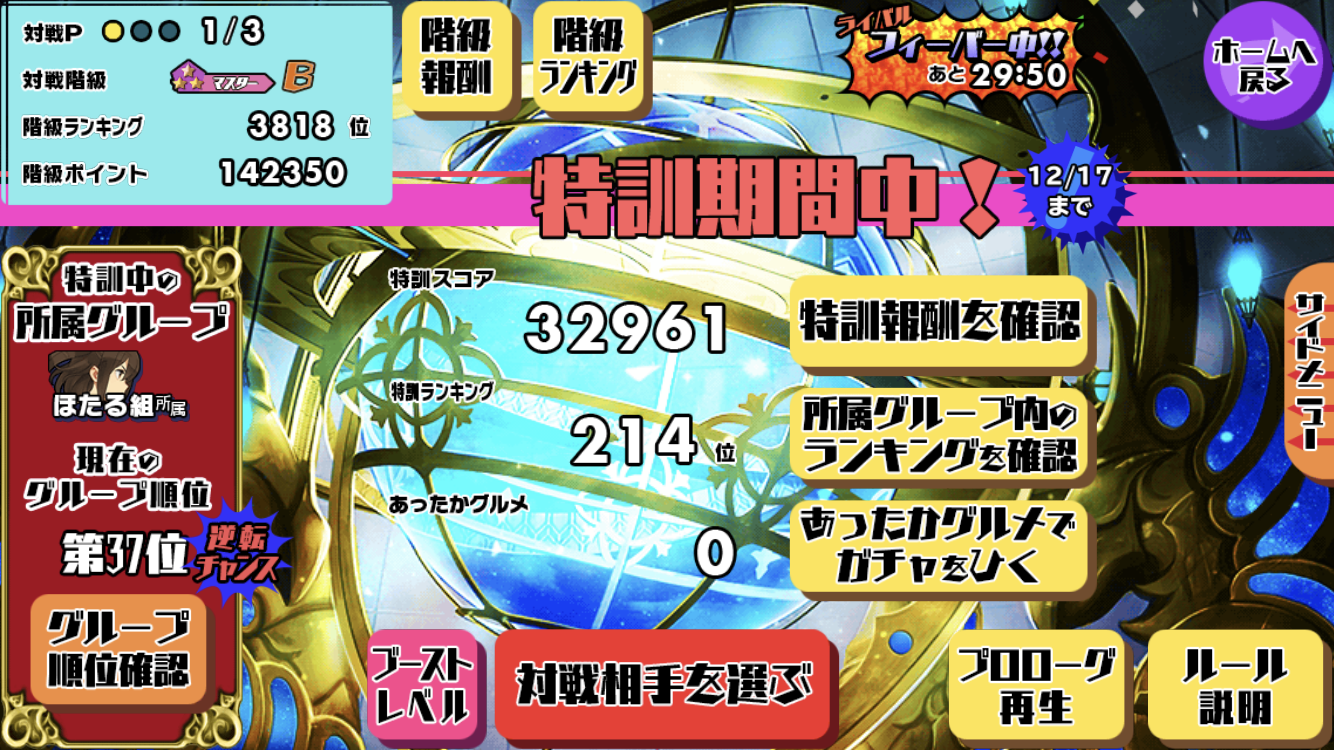 対戦P 1/3
対戦階級 マスター B
階級ランキング 3818 位
階級ポイント 142350
階級
報酬
階級
ランキング
ライバル
フィーバー中!!
あと 29:50
ホームへ
戻る
特訓期間中!
12/17
まで
特訓中の
所属グループ
ほたる組所属
現在の
グループ順位
第37位
逆転
チャンス
グループ
順位確認
特訓スコア
32961
特訓ランキング
214 位
あったかグルメ
0
特訓報酬を確認
所属グループ内の
ランキングを確認
あったかグルメで
ガチャをひく
サイドメニュー
ブースト
レベル
対戦相手を選ぶ
プロローグ
再生
ルール
説明